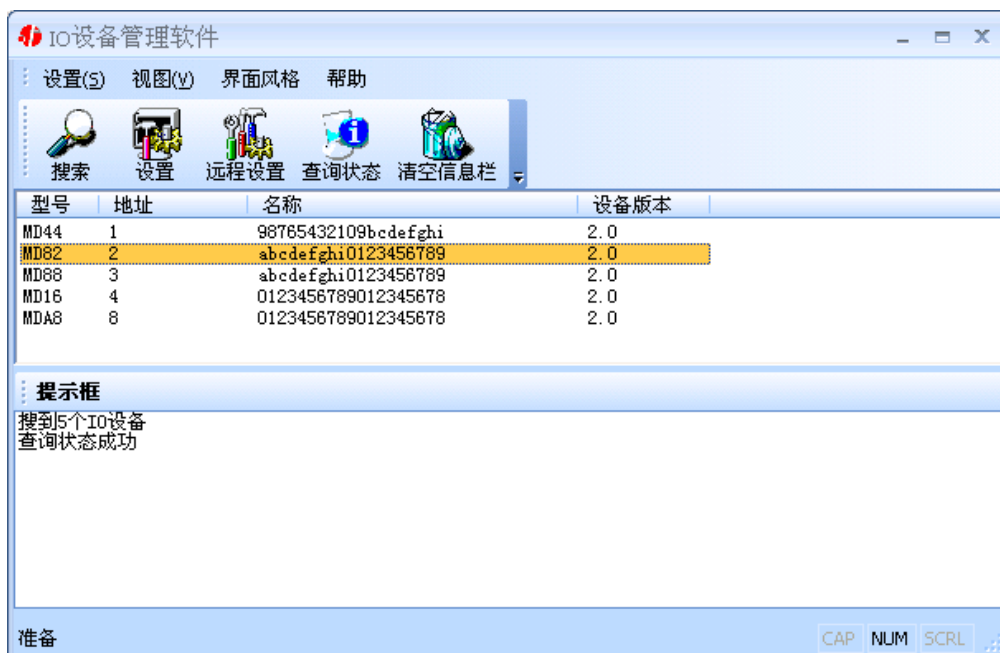 IO设备管理软件
设置(S) 视图(V) 界面风格 帮助
搜索 设置 远程设置 查询状态 清空信息栏
型号 地址 名称 设备版本
MD44 1 98765432109bcdefghi 2.0
MD82 2 abcdefghi0123456789 2.0
MD88 3 abcdefghi0123456789 2.0
MD16 4 0123456789012345678 2.0
MDA8 8 0123456789012345678 2.0
提示框
搜到5个IO设备
查询状态成功
准备 CAP NUM SCRL